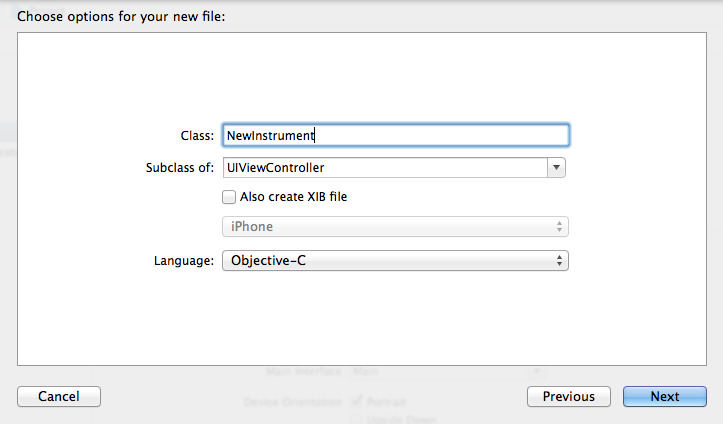 Choose options for your new file:
Class: NewInstrument
Subclass of: UIViewController
Also create XIB file
iPhone
Language: Objective-C
Main Interface Main
Device Orientation Portrait
Upside Down
Cancel Previous Next